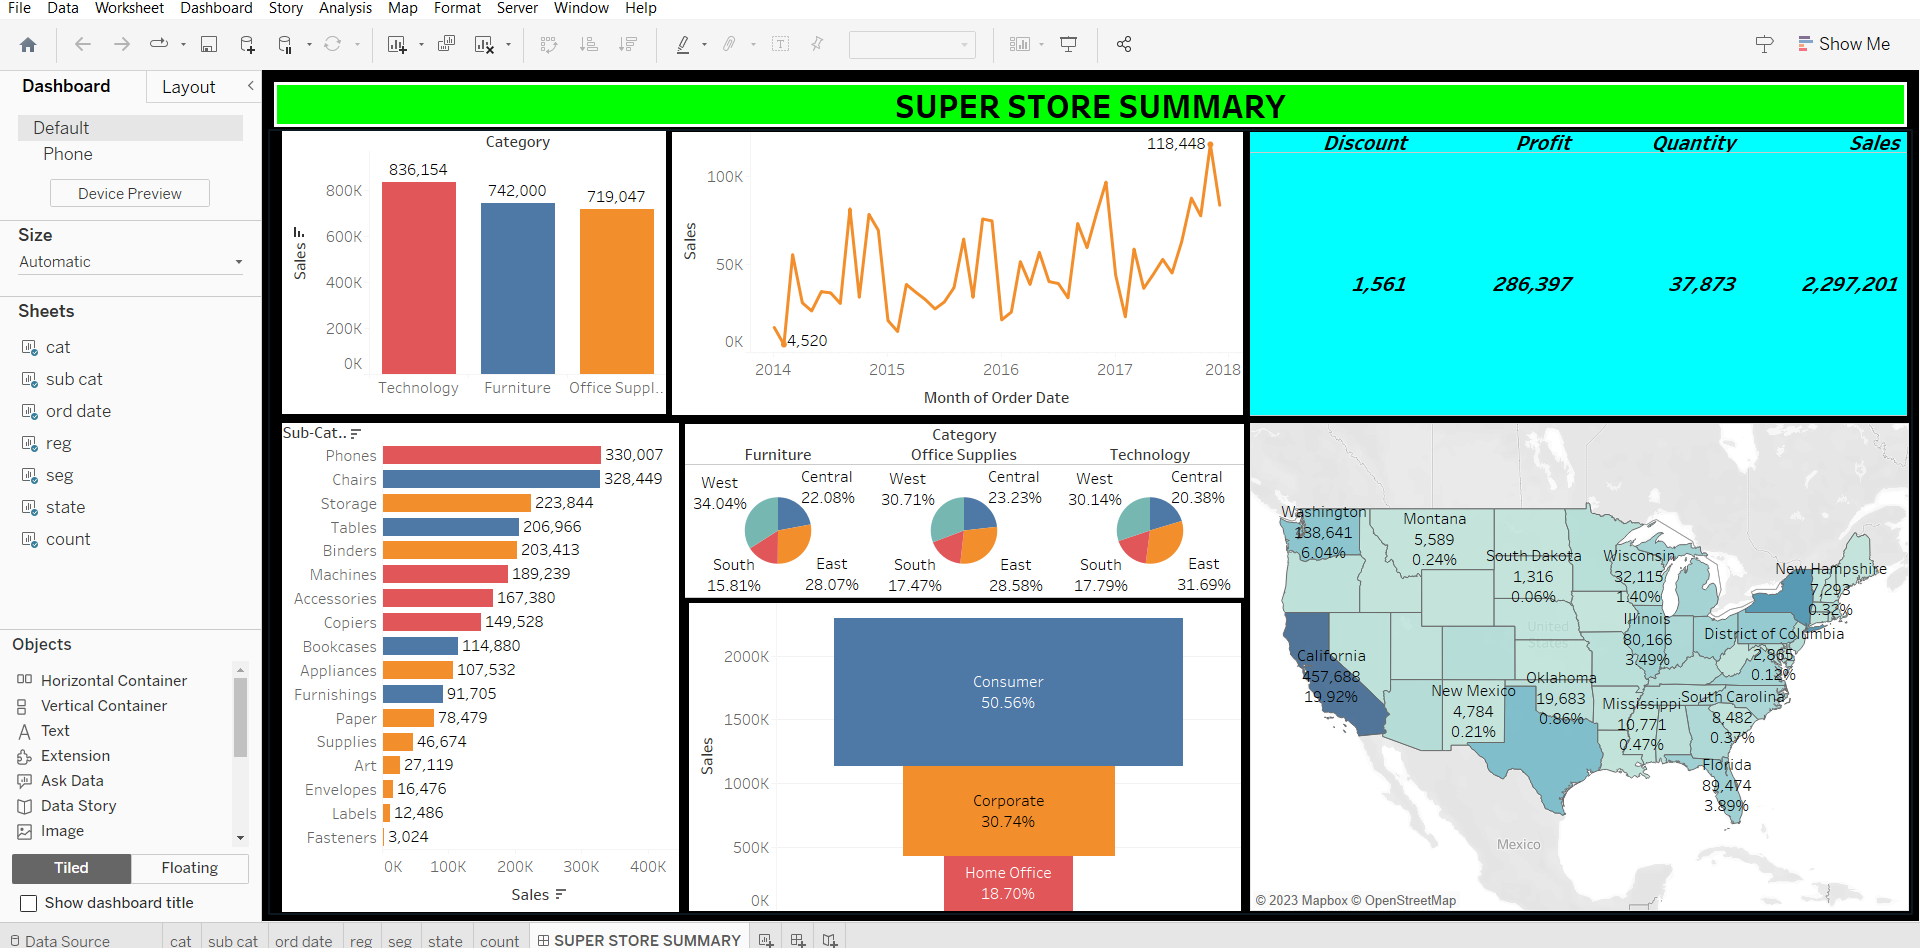 File Data Worksheet Dashboard Story Analysis Map Format Server Window Help
Show Me
Dashboard Layout
Default
Phone
Device Preview
Size
Automatic
Sheets
cat
sub cat
ord date
reg
seg
state
count
Objects
Horizontal Container
Vertical Container
Text
Extension
Ask Data
Data Story
Image
Tiled Floating
Show dashboard title
SUPER STORE SUMMARY
Category
836,154
742,000
719,047
800K
600K
400K
200K
0K
Sales
Technology Furniture Office Suppl..
118,448
100K
50K
0K
Sales
4,520
2014 2015 2016 2017 2018
Month of Order Date
Discount Profit Quantity Sales
1,561 286,397 37,873 2,297,201
Sub-Cat..
Phones 330,007
Chairs 328,449
Storage 223,844
Tables 206,966
Binders 203,413
Machines 189,239
Accessories 167,380
Copiers 149,528
Bookcases 114,880
Appliances 107,532
Furnishings 91,705
Paper 78,479
Supplies 46,674
Art 27,119
Envelopes 16,476
Labels 12,486
Fasteners 3,024
0K 100K 200K 300K 400K
Sales
Category
Furniture Office Supplies Technology
West
34.04%
Central
22.08%
South
15.81%
East
28.07%
West
30.71%
Central
23.23%
South
17.47%
East
28.58%
West
30.14%
Central
20.38%
South
17.79%
East
31.69%
2000K
1500K
1000K
500K
0K
Sales
Consumer
50.56%
Corporate
30.74%
Home Office
18.70%
Washington
138,641
6.04%
Montana
5,589
0.24%
South Dakota
1,316
0.06%
Wisconsin
32,115
1.40%
New Hampshire
7,293
0.32%
Illinois
80,166
3.49%
District of Columbia
2,865
0.12%
United
States
California
457,688
19.92%
New Mexico
4,784
0.21%
Oklahoma
19,683
0.86%
Mississippi
10,771
0.47%
South Carolina
8,482
0.37%
Florida
89,474
3.89%
Mexico
© 2023 Mapbox © OpenStreetMap
Data Source cat sub cat ord date reg seg state count SUPER STORE SUMMARY